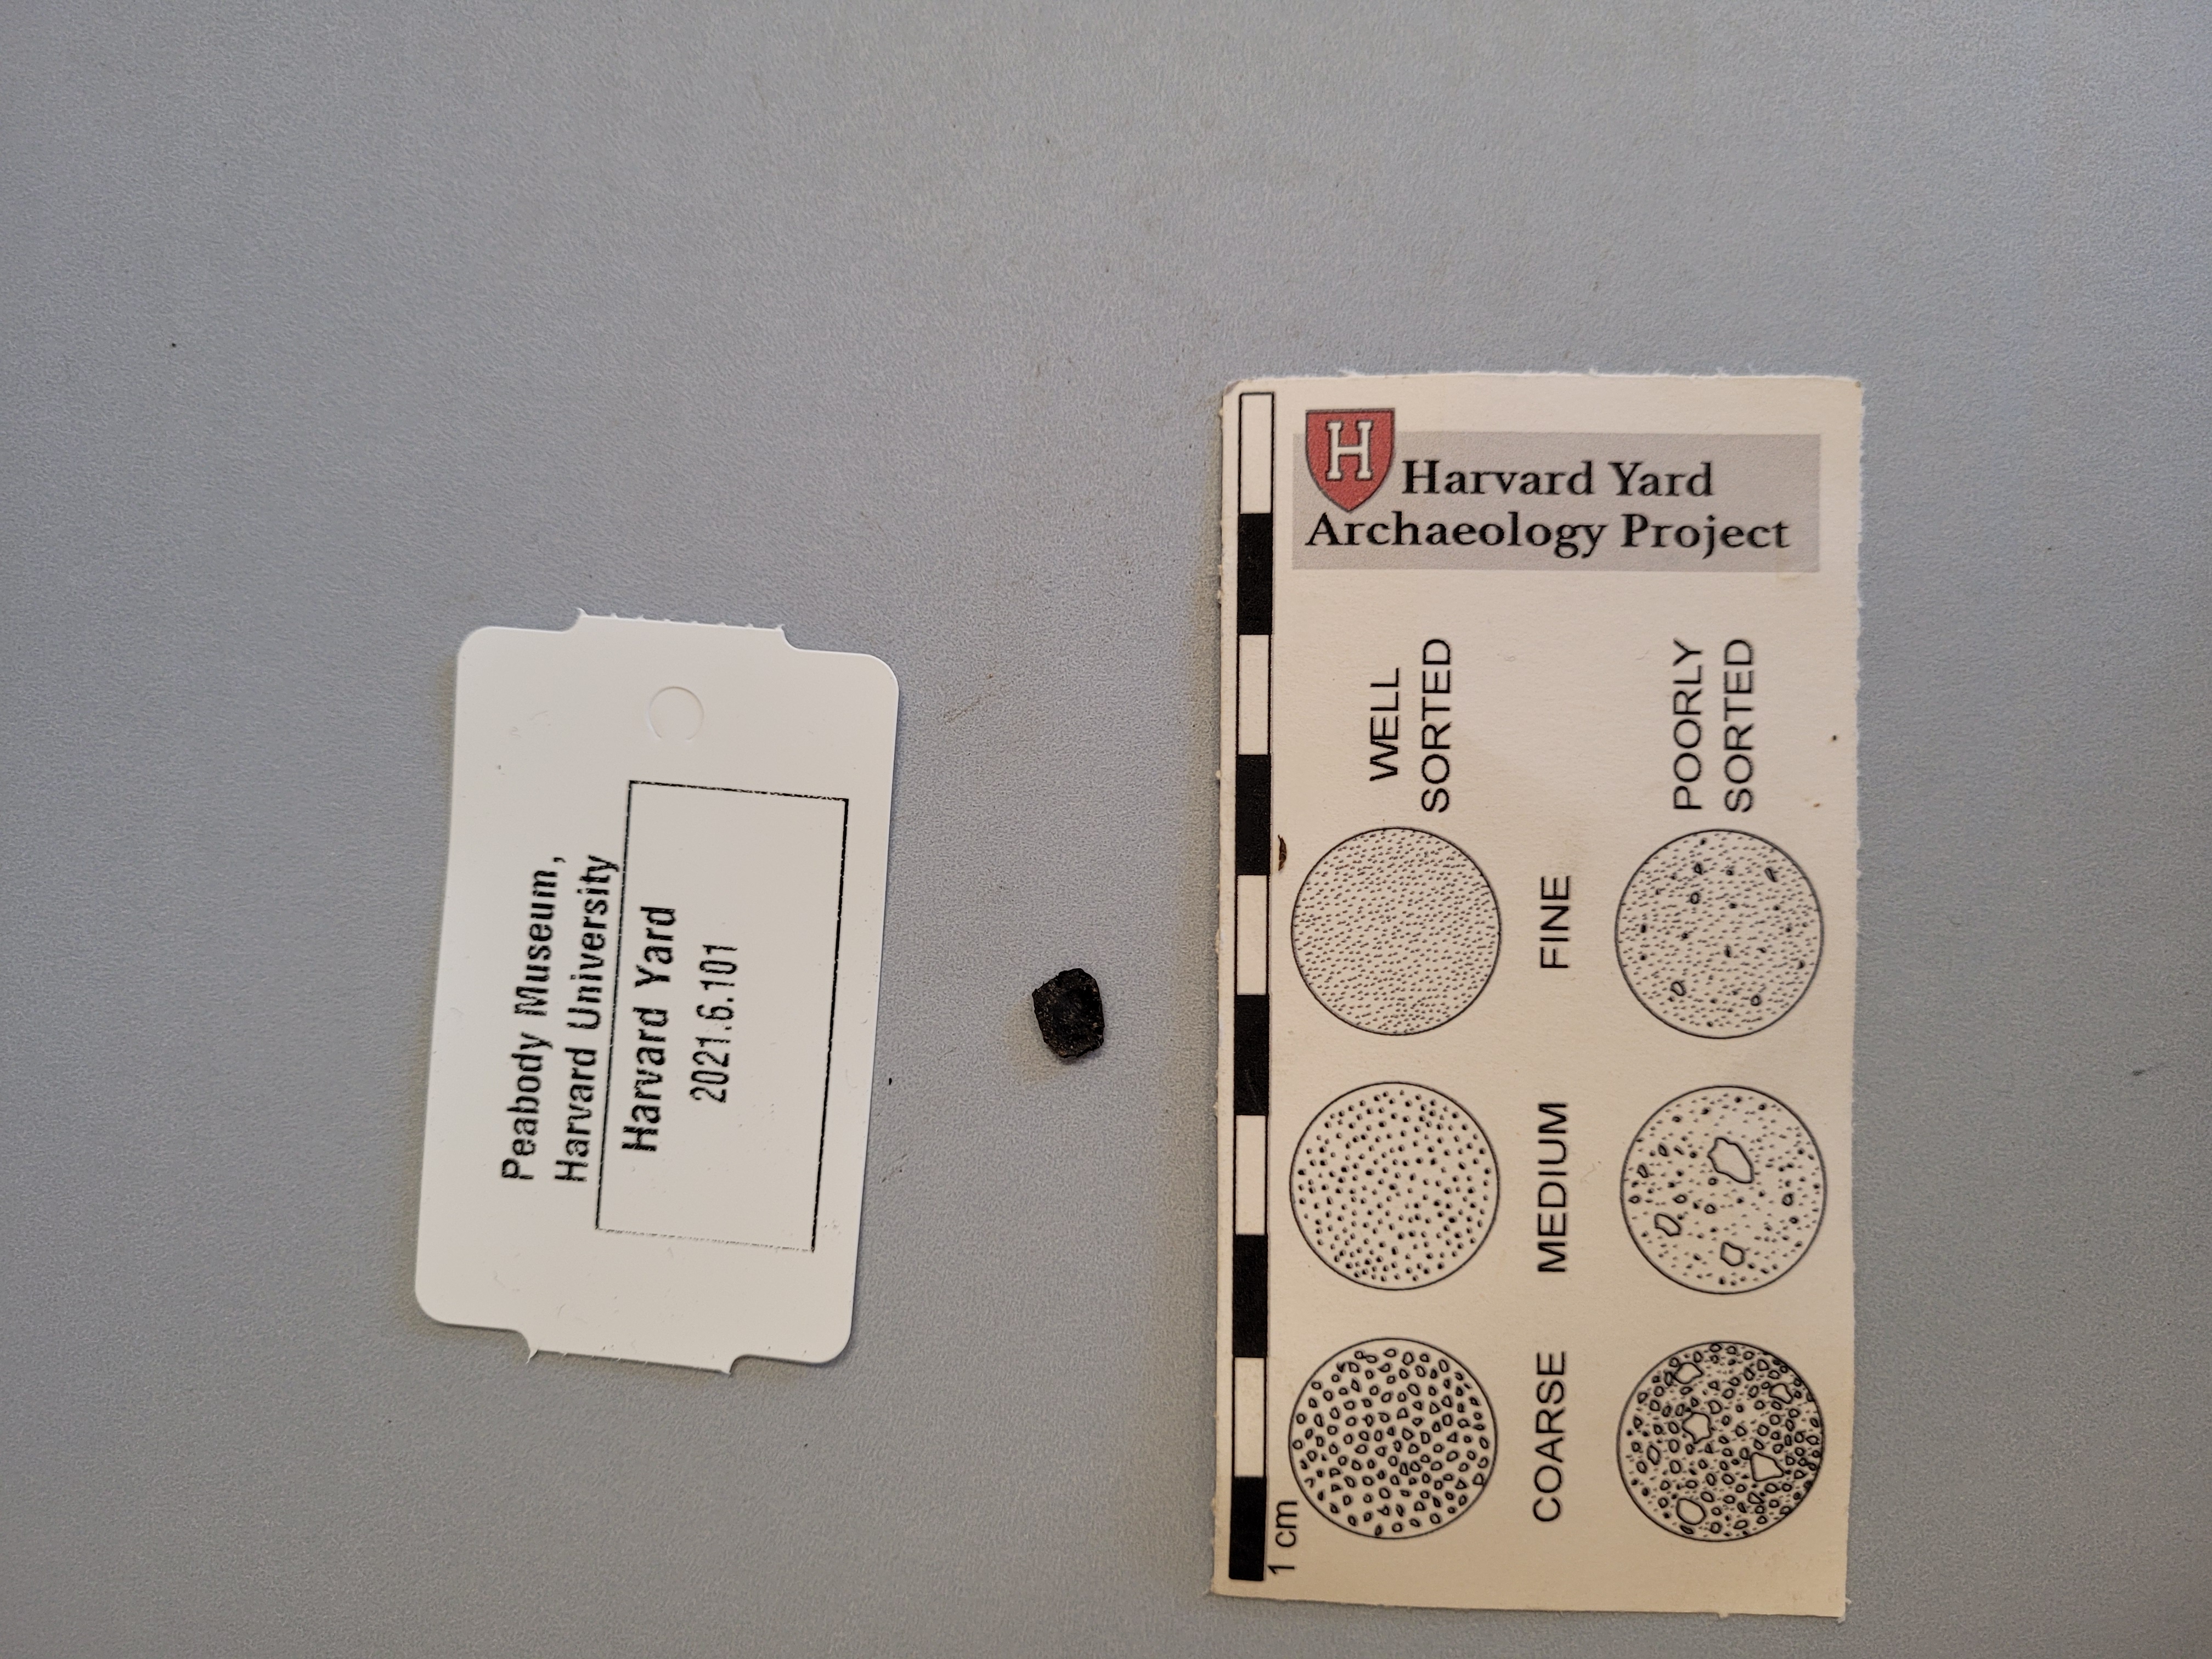 Peabody Museum,
Harvard University
Harvard Yard
2021.6.101
H
Harvard Yard
Archaeology Project
WELL
SORTED
POORLY
SORTED
FINE
MEDIUM
COARSE
1 cm